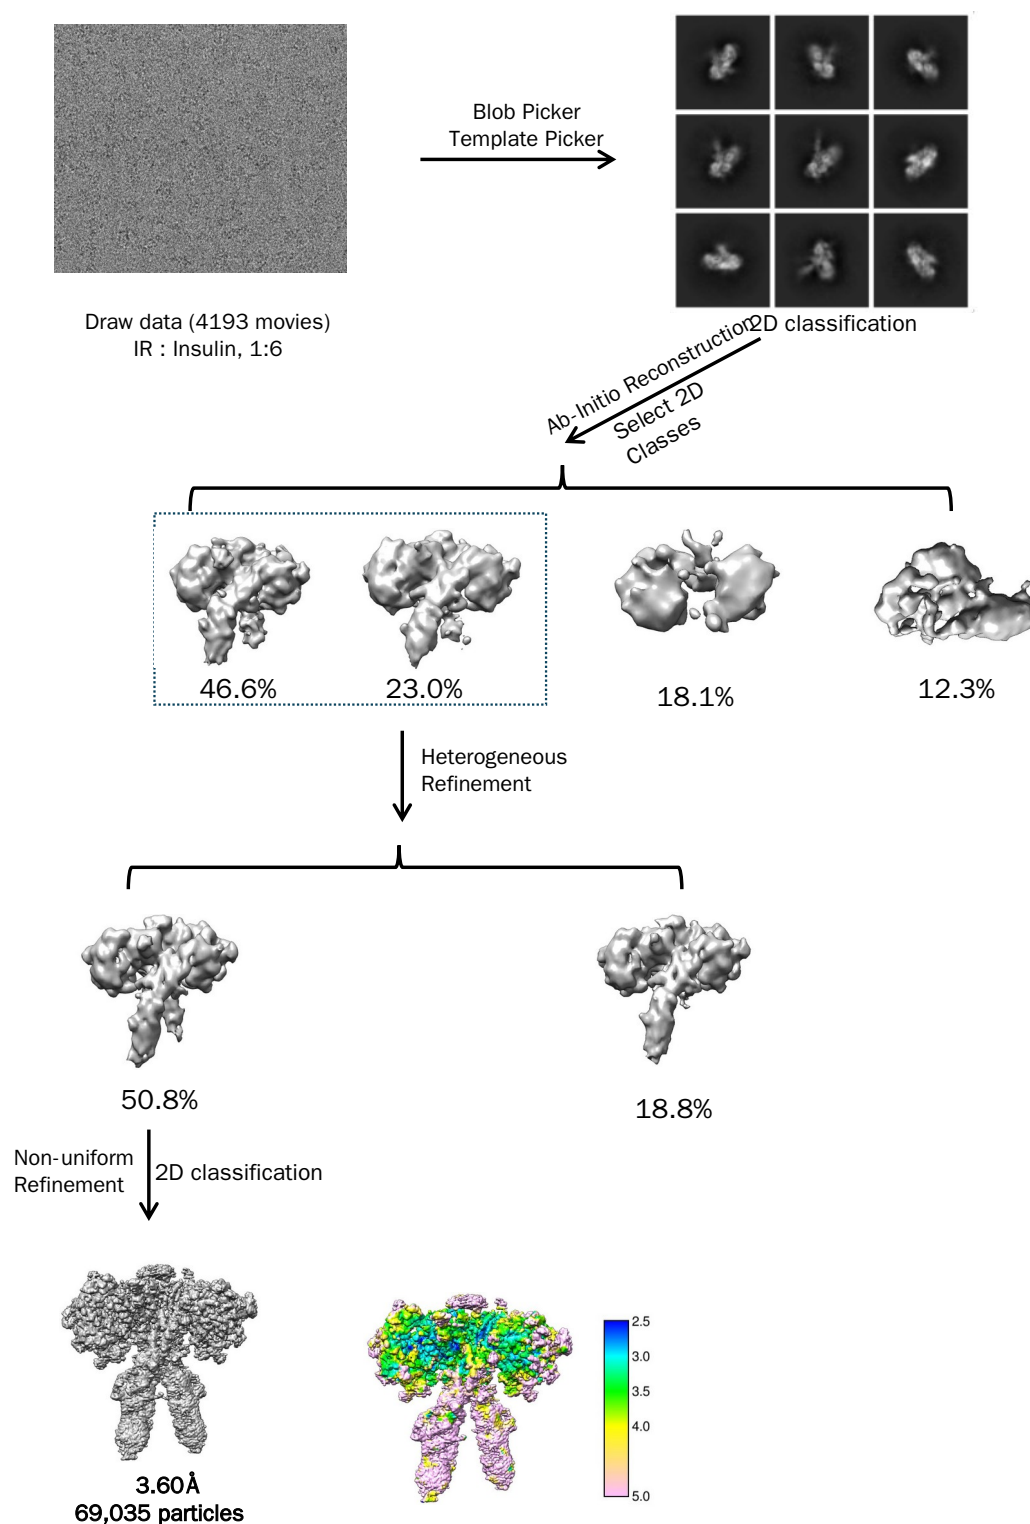 Blob Picker
Template Picker
Draw data (4193 movies)
IR : Insulin, 1:6
2D classification
Ab-Initio Reconstruction
Select 2D
Classes
46.6%
23.0%
18.1%
12.3%
Heterogeneous
Refinement
50.8%
18.8%
Non-uniform
Refinement
2D classification
3.60Å
69,035 particles
2.5
3.0
3.5
4.0
5.0